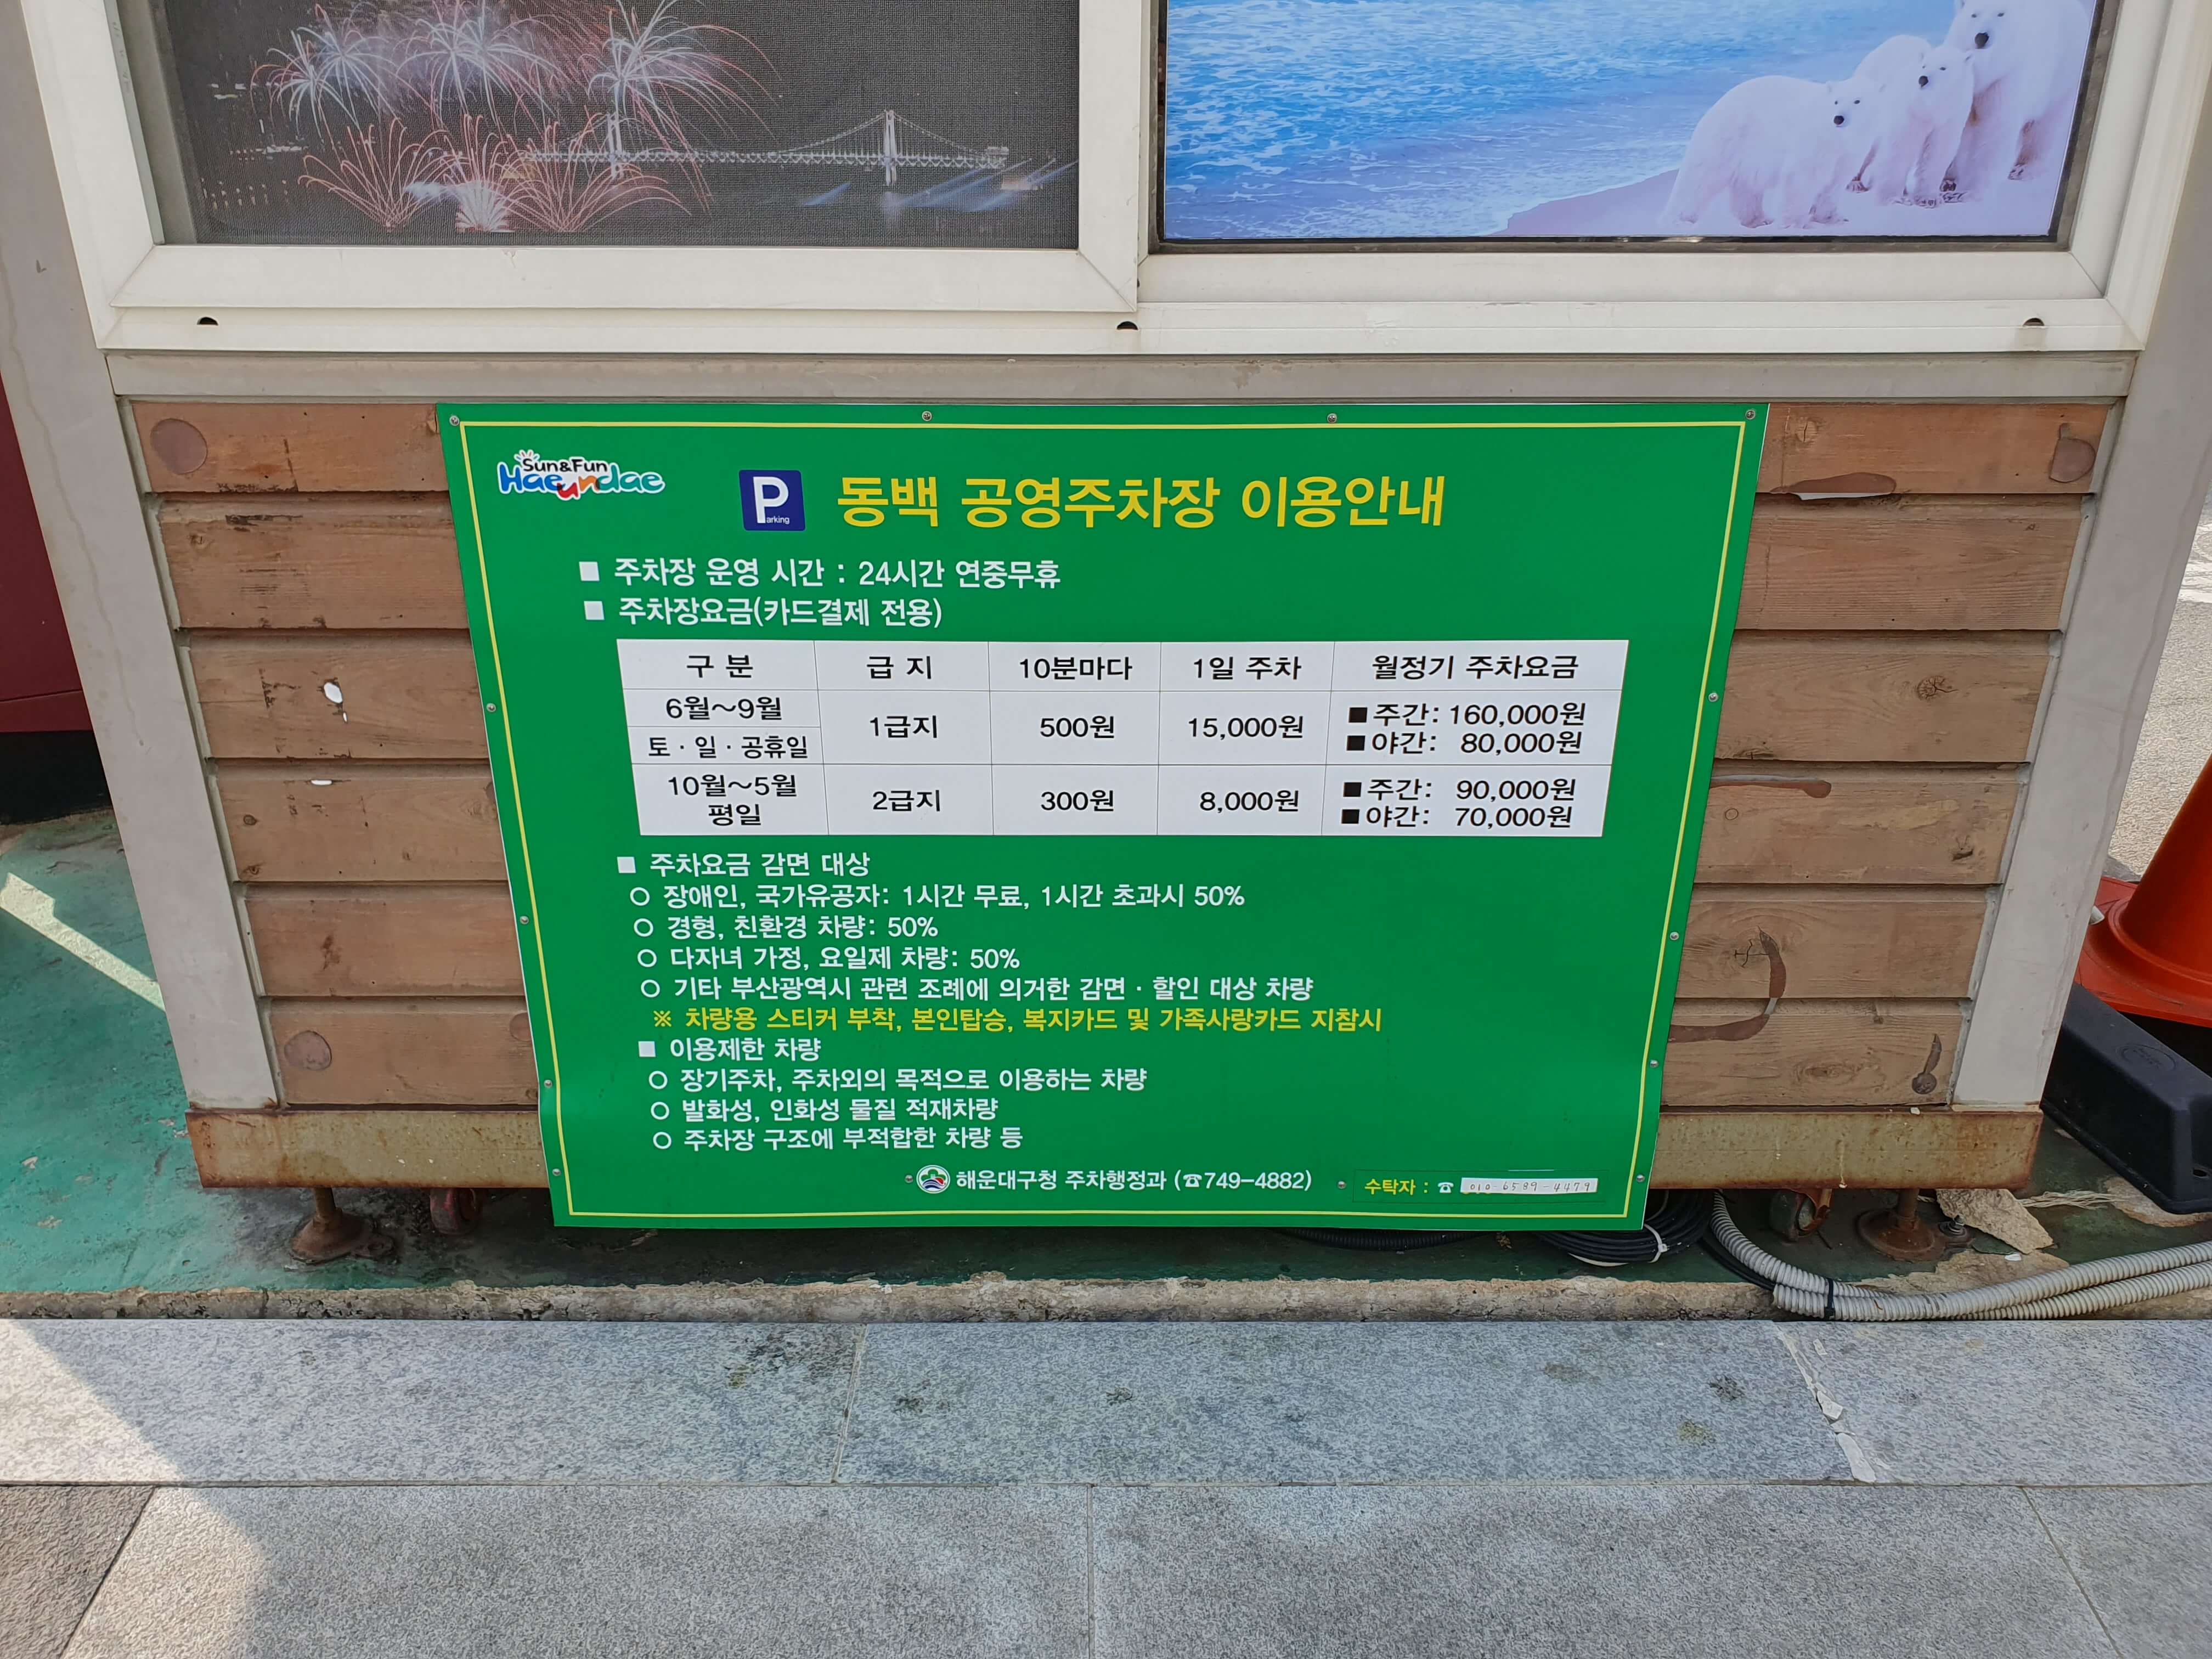 Sun&Fun
Haeundae
P
arking
동백 공영주차장 이용안내
■ 주차장 운영 시간 : 24시간 연중무휴
■ 주차장요금(카드결제 전용)
구 분 급 지 10분마다 1일 주차 월정기 주차요금
6월～9월
토·일·공휴일
1급지 500원 15,000원
■주간: 160,000원
■야간: 80,000원
10월～5월
평일
2급지 300원 8,000원
■주간: 90,000원
■야간: 70,000원
■ 주차요금 감면 대상
○ 장애인, 국가유공자: 1시간 무료, 1시간 초과시 50%
○ 경형, 친환경 차량: 50%
○ 다자녀 가정, 요일제 차량: 50%
○ 기타 부산광역시 관련 조례에 의거한 감면·할인 대상 차량
※ 차량용 스티커 부착, 본인탑승, 복지카드 및 가족사랑카드 지참시
■ 이용제한 차량
○ 장기주차, 주차외의 목적으로 이용하는 차량
○ 발화성, 인화성 물질 적재차량
○ 주차장 구조에 부적합한 차량 등
해운대구청 주차행정과 (☎749-4882)
수탁자 : ☎ 010-6589-4479